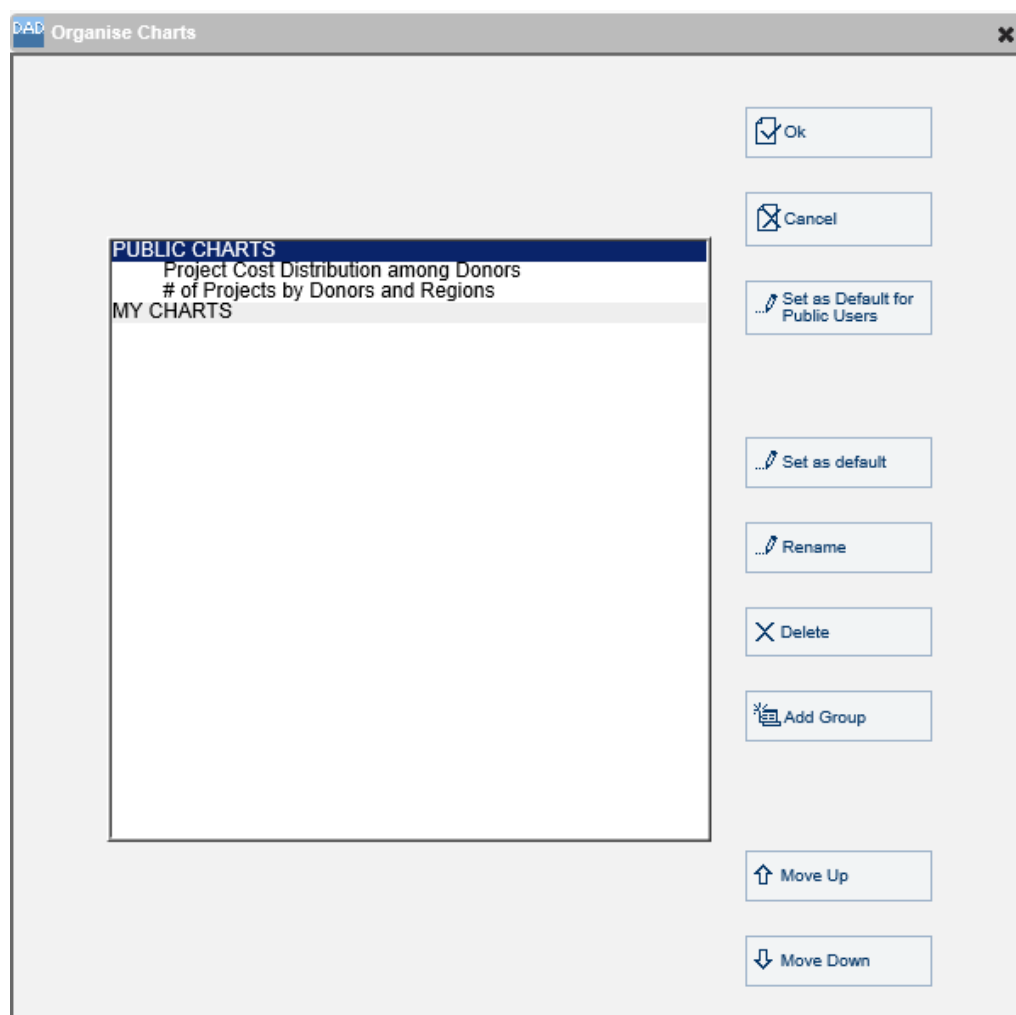 DAD Organise Charts
Ok
Cancel
PUBLIC CHARTS
Project Cost Distribution among Donors
# of Projects by Donors and Regions
MY CHARTS
...Set as Default for
Public Users
...Set as default
...Rename
Delete
Add Group
Move Up
Move Down